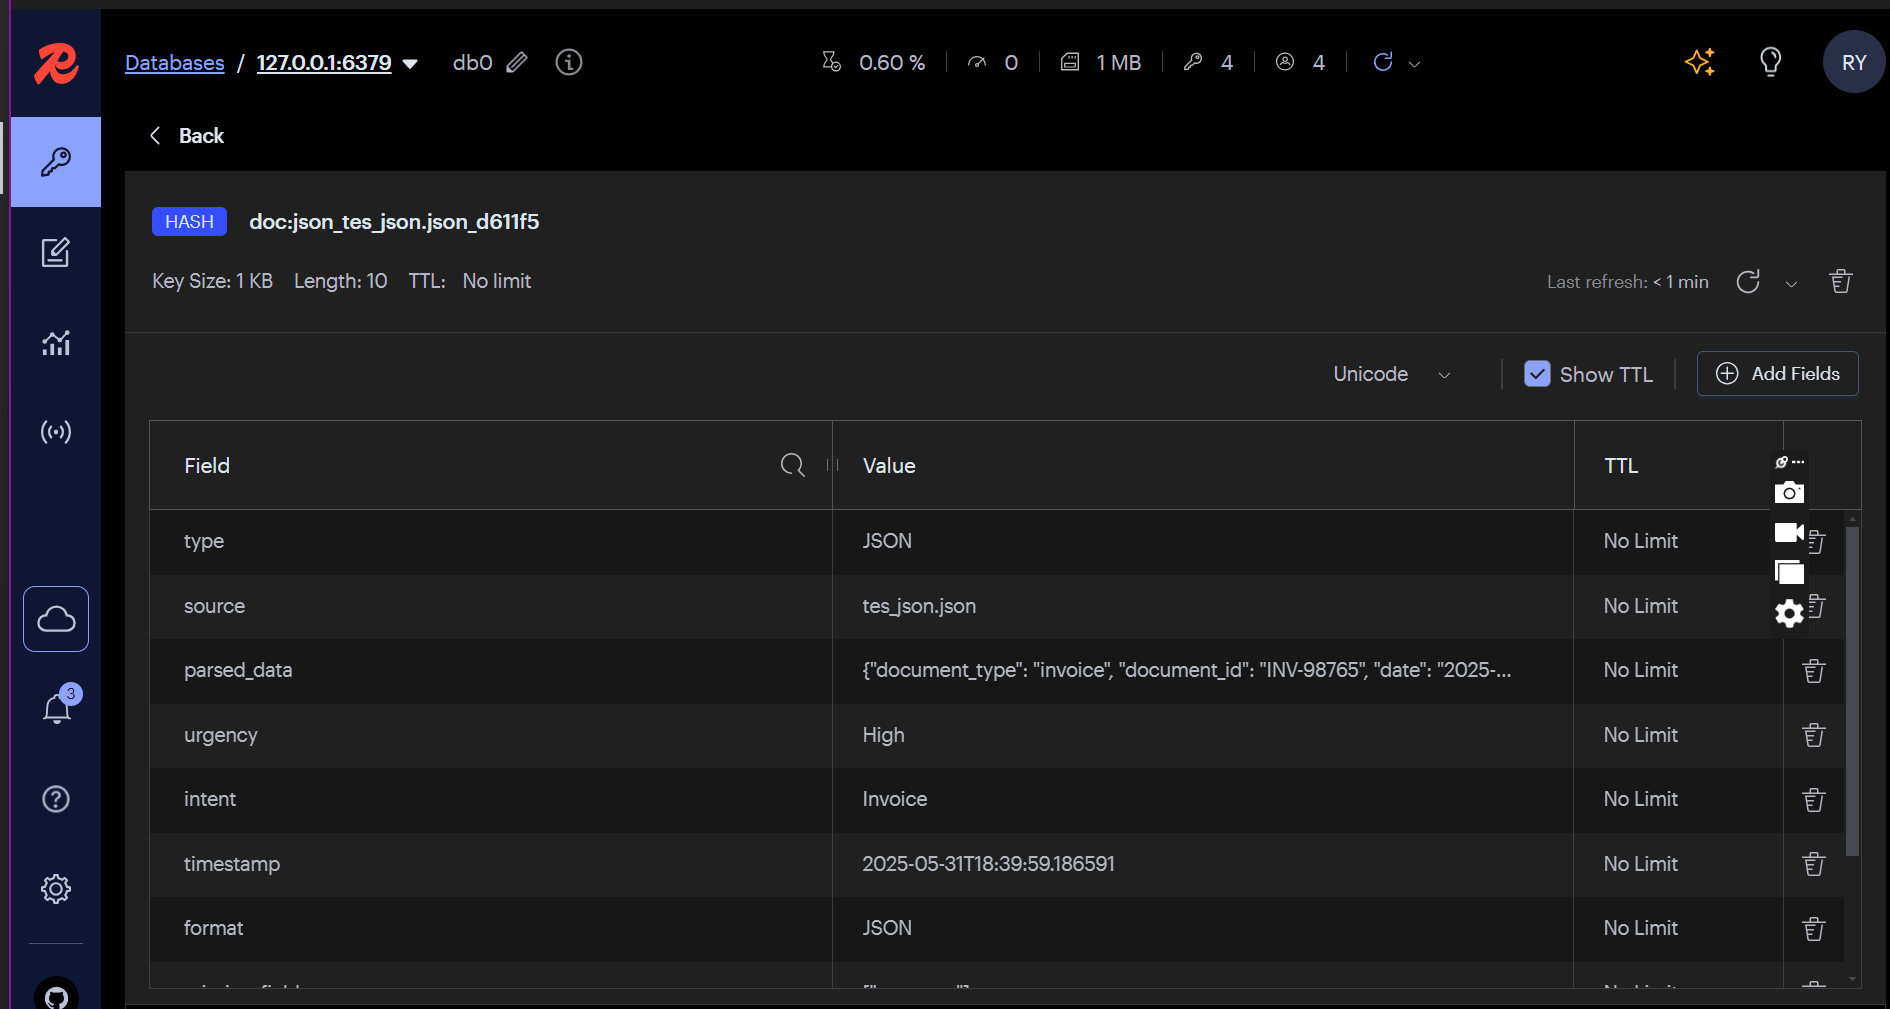 Databases / 127.0.0.1:6379 db0 0.60 % 0 1 MB 4 4 RY
Back
HASH doc:json_tes_json.json_d611f5
Key Size: 1 KB Length: 10 TTL: No limit Last refresh: < 1 min
Unicode Show TTL Add Fields
Field Value TTL
type JSON No Limit
source tes_json.json No Limit
parsed_data {"document_type": "invoice", "document_id": "INV-98765", "date": "2025-... No Limit
urgency High No Limit
3
intent Invoice No Limit
timestamp 2025-05-31T18:39:59.186591 No Limit
format JSON No Limit